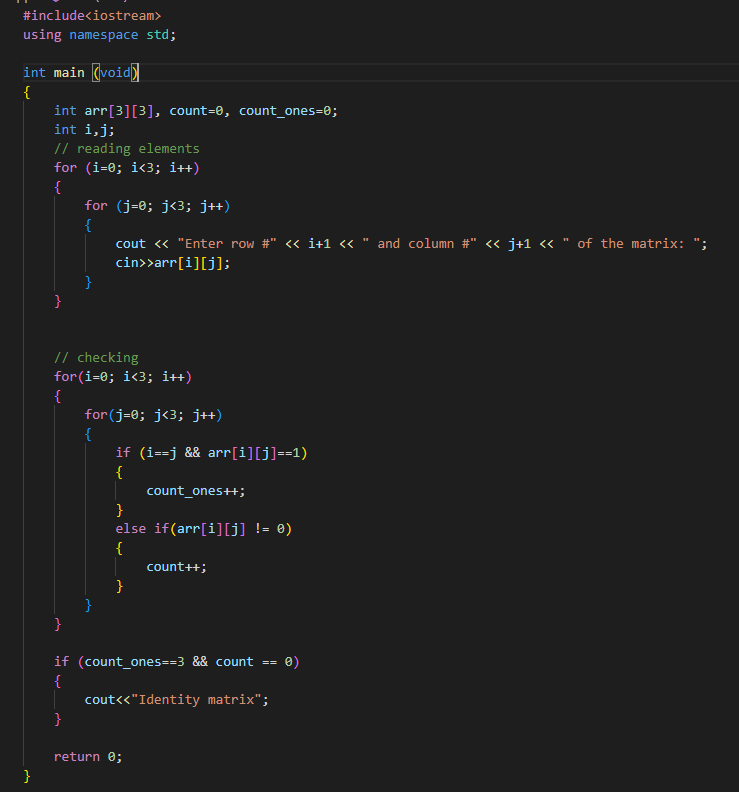 #include<iostream>
using namespace std;
int main (void)
{
int arr[3][3], count=0, count_ones=0;
int i,j;
// reading elements
for (i=0; i<3; i++)
{
for (j=0; j<3; j++)
{
cout << "Enter row #" << i+1 << " and column #" << j+1 << " of the matrix: ";
cin>>arr[i][j];
}
}
// checking
for(i=0; i<3; i++)
{
for(j=0; j<3; j++)
{
if (i==j && arr[i][j]==1)
{
count_ones++;
}
else if(arr[i][j] != 0)
{
count++;
}
}
}
if (count_ones==3 && count == 0)
{
cout<<"Identity matrix";
}
return 0;
}